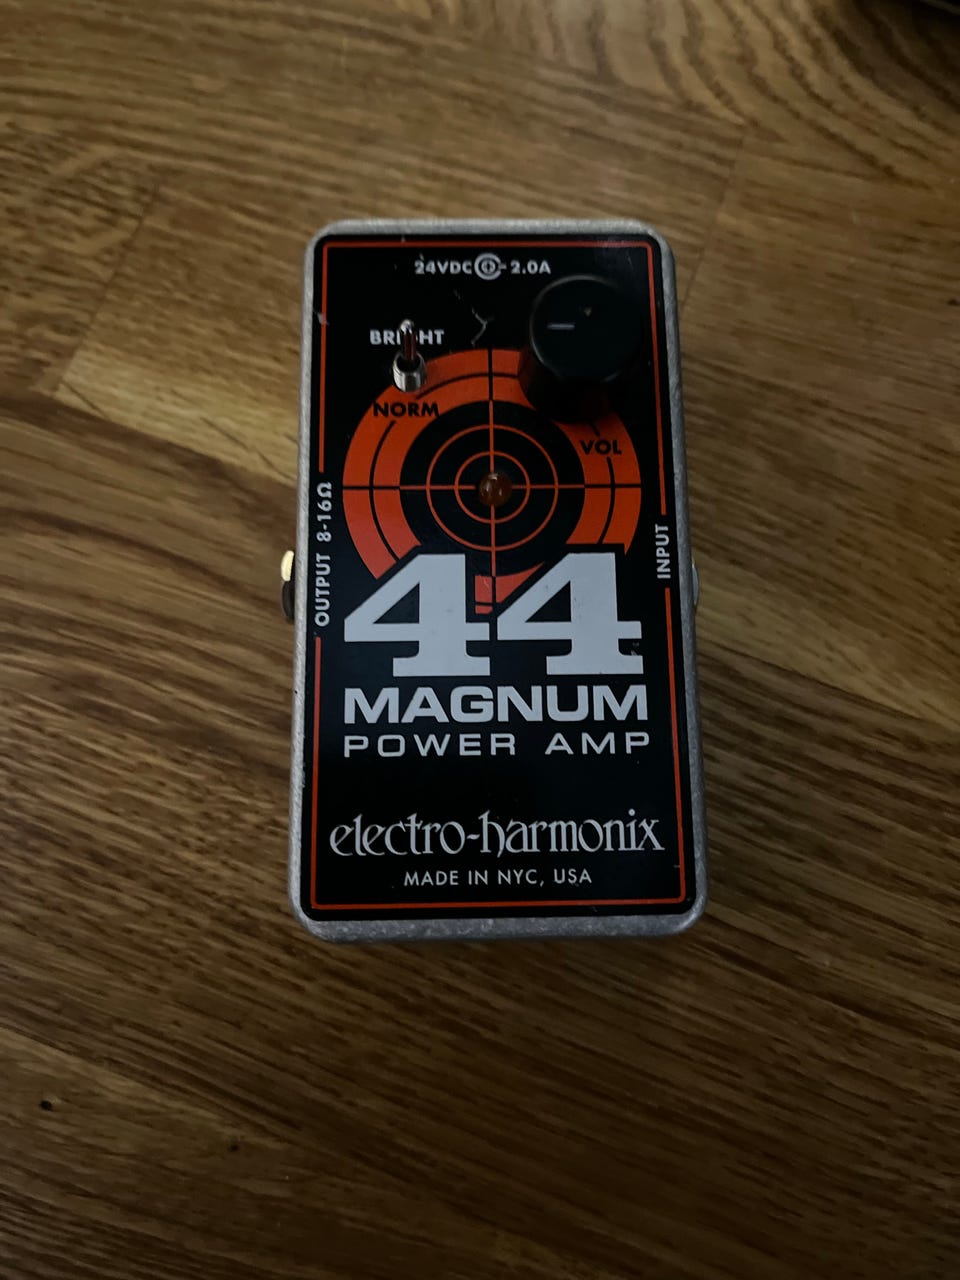 24VDC 2.0A
BRIGHT
NORM
VOL
OUTPUT 8-16Ω
INPUT
44
MAGNUM
POWER AMP
electro-harmonix
MADE IN NYC, USA